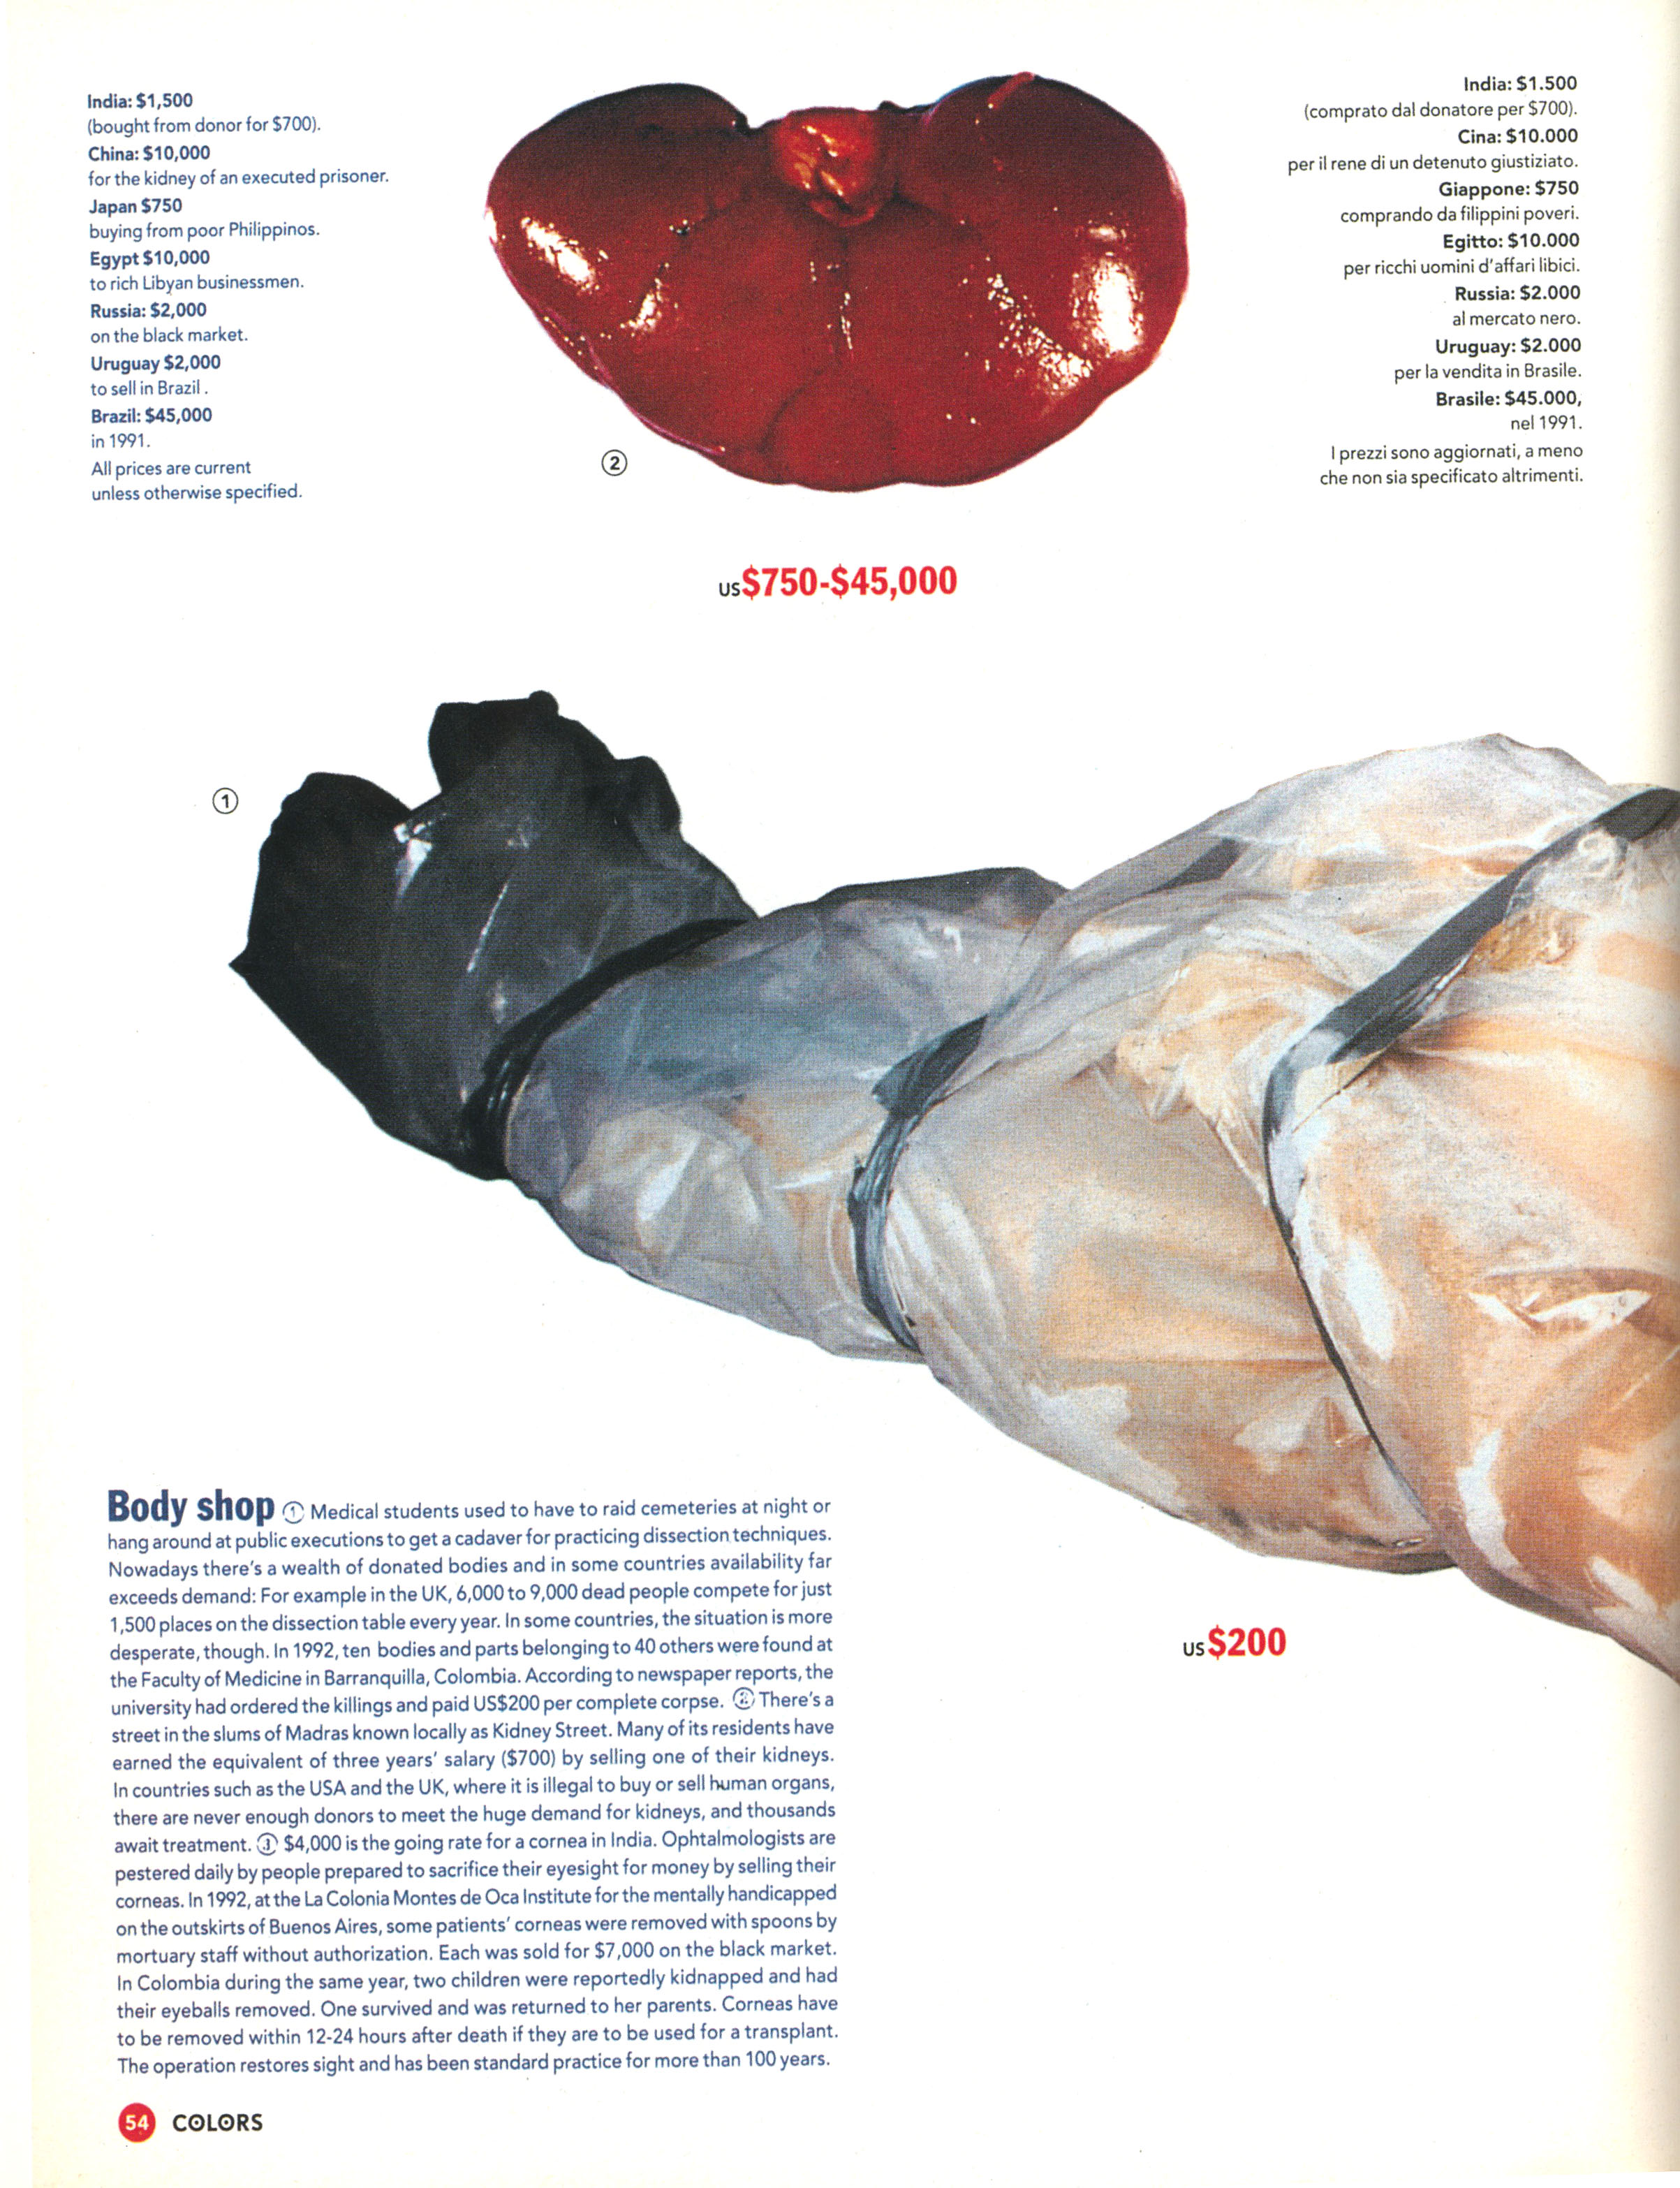 India: $1,500
(bought from donor for $700).
China: $10,000
for the kidney of an executed prisoner.
Japan $750
buying from poor Philippinos.
Egypt $10,000
to rich Libyan businessmen.
Russia: $2,000
on the black market.
Uruguay $2,000
to sell in Brazil .
Brazil: $45,000
in 1991.
All prices are current
unless otherwise specified.
India: $1.500
(comprato dal donatore per $700).
Cina: $10.000
per il rene di un detenuto giustiziato.
Giappone: $750
comprando da filippini poveri.
Egitto: $10.000
per ricchi uomini d'affari libici.
Russia: $2.000
al mercato nero.
Uruguay: $2.000
per la vendita in Brasile.
Brasile: $45.000,
nel 1991.
I prezzi sono aggiornati, a meno
che non sia specificato altrimenti.
②
US$750-$45,000
①
US$200
Body shop ① Medical students used to have to raid cemeteries at night or
hang around at public executions to get a cadaver for practicing dissection techniques.
Nowadays there's a wealth of donated bodies and in some countries availability far
exceeds demand: For example in the UK, 6,000 to 9,000 dead people compete for just
1,500 places on the dissection table every year. In some countries, the situation is more
desperate, though. In 1992, ten bodies and parts belonging to 40 others were found at
the Faculty of Medicine in Barranquilla, Colombia. According to newspaper reports, the
university had ordered the killings and paid US$200 per complete corpse. ② There's a
street in the slums of Madras known locally as Kidney Street. Many of its residents have
earned the equivalent of three years' salary ($700) by selling one of their kidneys.
In countries such as the USA and the UK, where it is illegal to buy or sell human organs,
there are never enough donors to meet the huge demand for kidneys, and thousands
await treatment. ③ $4,000 is the going rate for a cornea in India. Ophtalmologists are
pestered daily by people prepared to sacrifice their eyesight for money by selling their
corneas. In 1992, at the La Colonia Montes de Oca Institute for the mentally handicapped
on the outskirts of Buenos Aires, some patients' corneas were removed with spoons by
mortuary staff without authorization. Each was sold for $7,000 on the black market.
In Colombia during the same year, two children were reportedly kidnapped and had
their eyeballs removed. One survived and was returned to her parents. Corneas have
to be removed within 12-24 hours after death if they are to be used for a transplant.
The operation restores sight and has been standard practice for more than 100 years.
54 COLORS